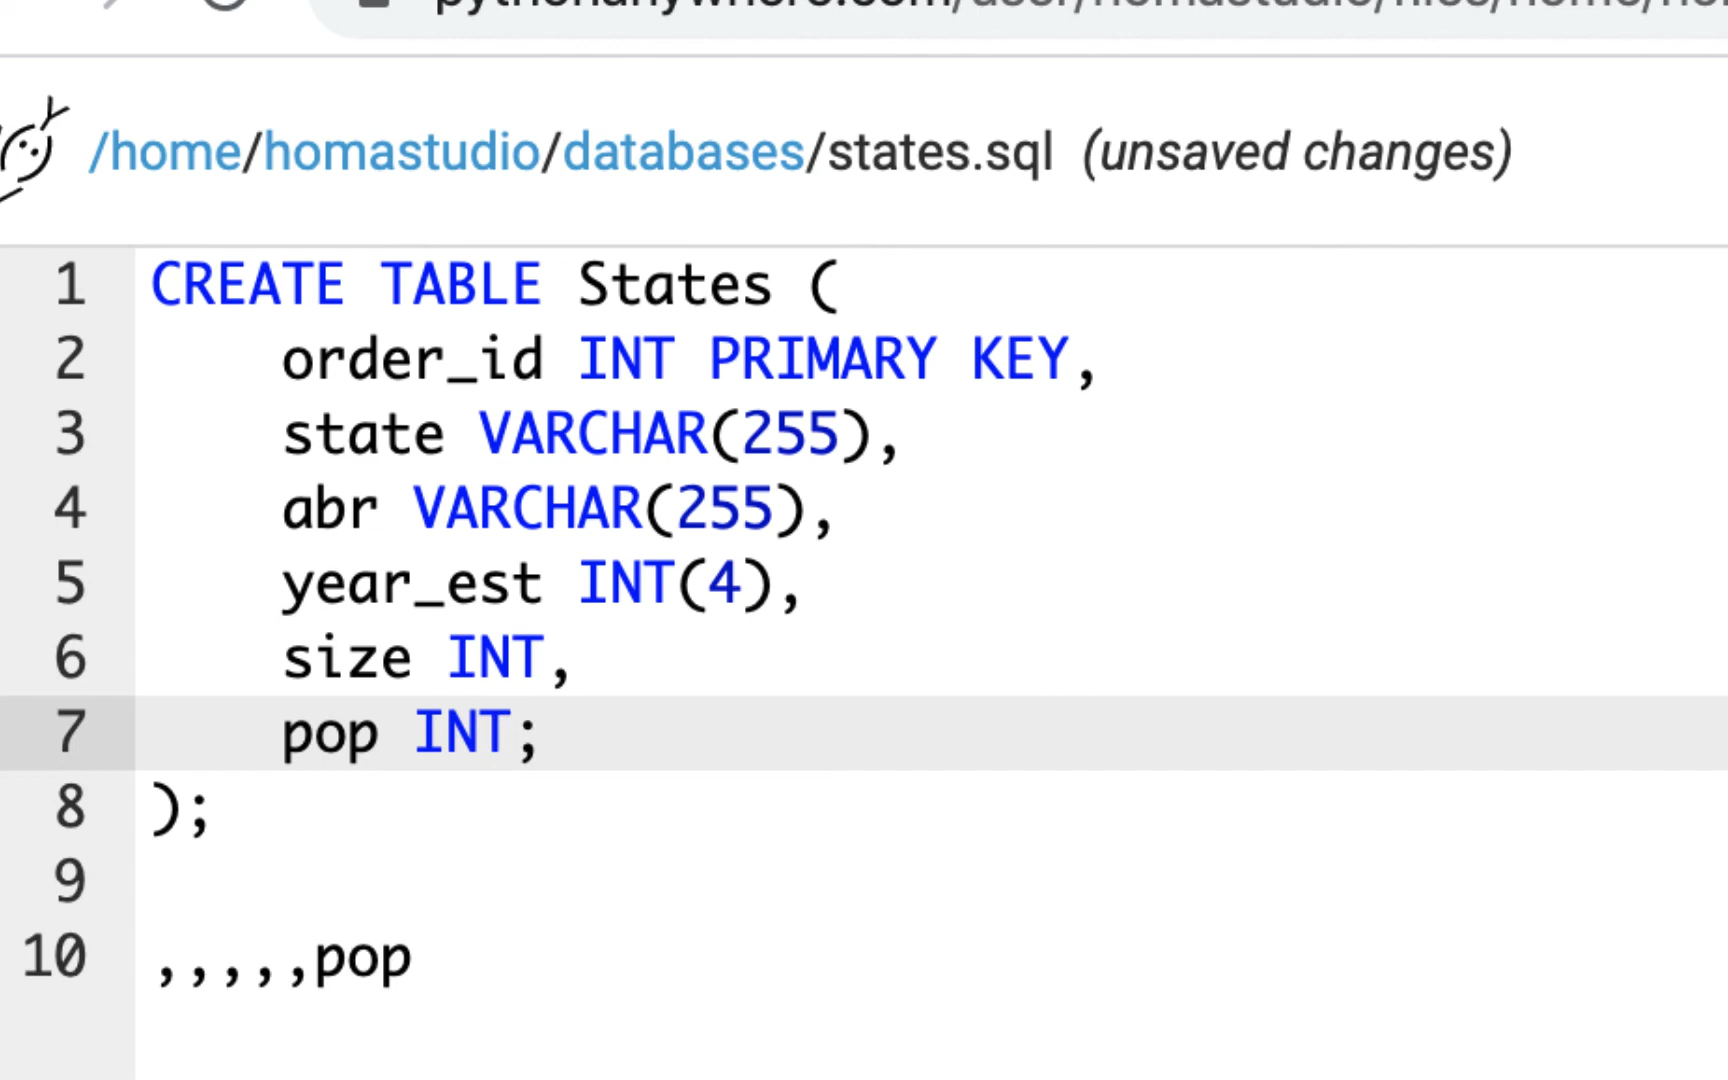 /home/homastudio/databases/states.sql (unsaved changes)
1 CREATE TABLE States (
2 order_id INT PRIMARY KEY,
3 state VARCHAR(255),
4 abr VARCHAR(255),
5 year_est INT(4),
6 size INT,
7 pop INT;
8 );
9
10 ,,,,,pop